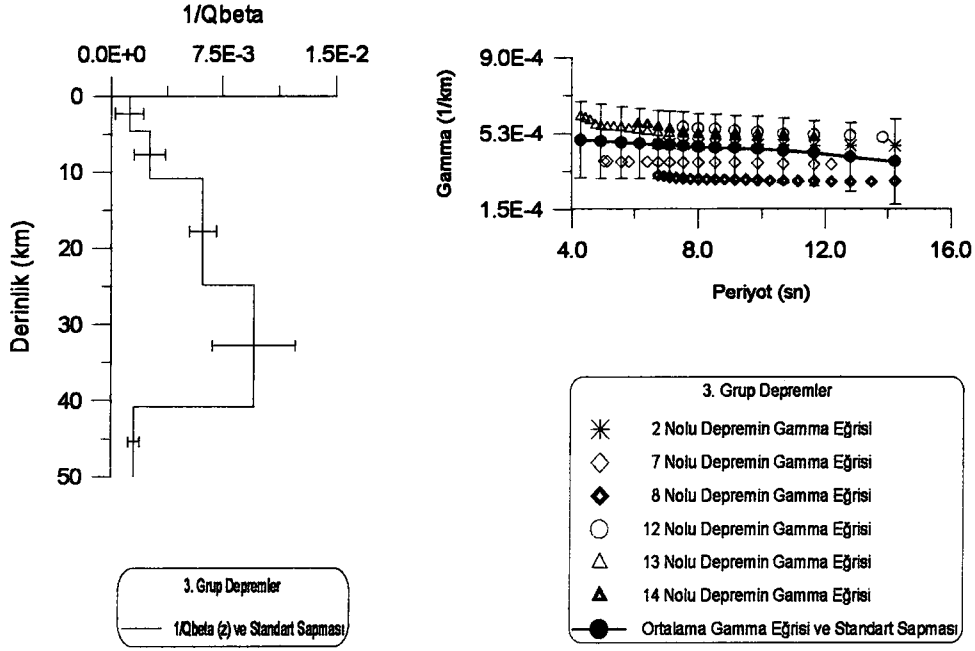 1/Qbeta
0.0E+0 7.5E-3 1.5E-2
0
10
20
30
40
50
Derinlik (km)
3. Grup Depremler
1/Qbeta (z) ve Standart Sapması
9.0E-4
5.3E-4
1.5E-4
Gamma (1/km)
4.0 8.0 12.0 16.0
Periyot (sn)
3. Grup Depremler
2 Nolu Depremin Gamma Eğrisi
7 Nolu Depremin Gamma Eğrisi
8 Nolu Depremin Gamma Eğrisi
12 Nolu Depremin Gamma Eğrisi
13 Nolu Depremin Gamma Eğrisi
14 Nolu Depremin Gamma Eğrisi
Ortalama Gamma Eğrisi ve Standart Sapması